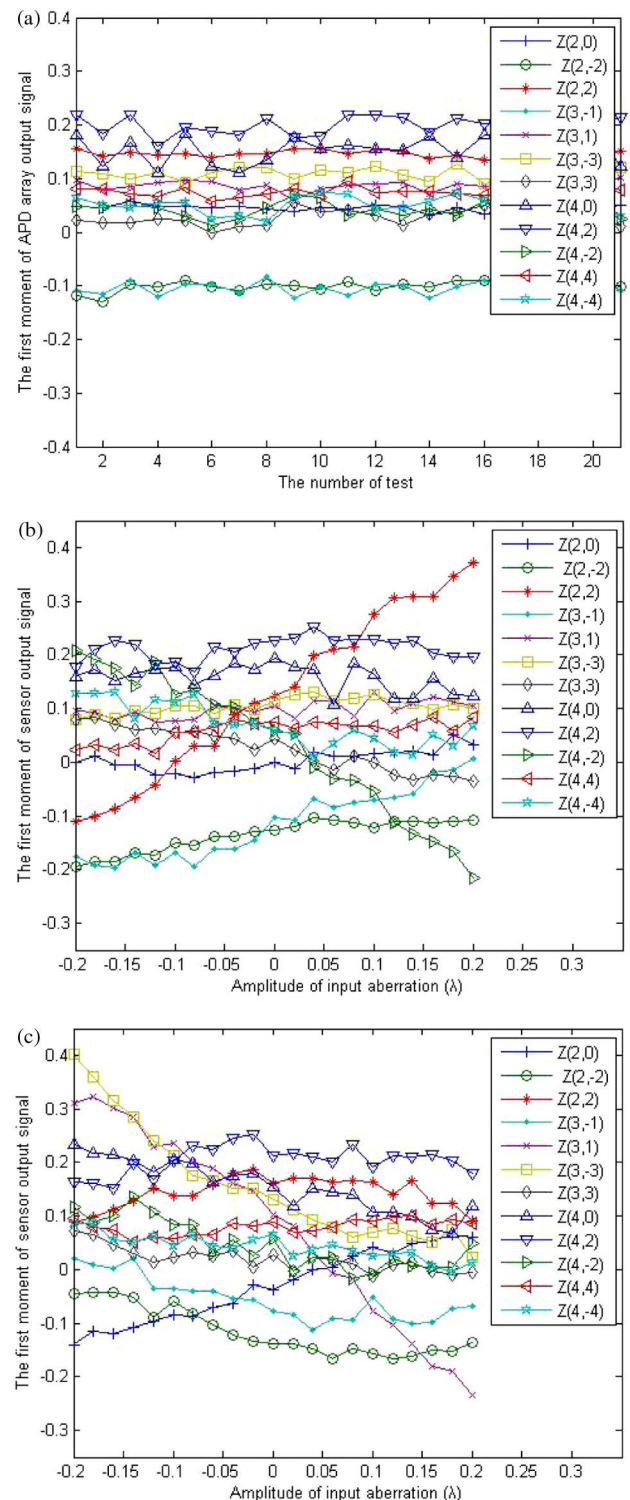 (a)
The first moment of APD array output signal
0.4
0.3
0.2
0.1
0
-0.1
-0.2
-0.3
-0.4
2 4 6 8 10 12 14 16 18 20
The number of test
Z(2,0)
Z(2,-2)
Z(2,2)
Z(3,-1)
Z(3,1)
Z(3,-3)
Z(3,3)
Z(4,0)
Z(4,2)
Z(4,-2)
Z(4,4)
Z(4,-4)
(b)
The first moment of sensor output signal
0.4
0.3
0.2
0.1
0
-0.1
-0.2
-0.3
-0.2 -0.15 -0.1 -0.05 0 0.05 0.1 0.15 0.2 0.25 0.3
Amplitude of input aberration (λ)
Z(2,0)
Z(2,-2)
Z(2,2)
Z(3,-1)
Z(3,1)
Z(3,-3)
Z(3,3)
Z(4,0)
Z(4,2)
Z(4,-2)
Z(4,4)
Z(4,-4)
(c)
The first moment of sensor output signal
0.4
0.3
0.2
0.1
0
-0.1
-0.2
-0.3
-0.2 -0.15 -0.1 -0.05 0 0.05 0.1 0.15 0.2 0.25 0.3
Amplitude of input aberration (λ)
Z(2,0)
Z(2,-2)
Z(2,2)
Z(3,-1)
Z(3,1)
Z(3,-3)
Z(3,3)
Z(4,0)
Z(4,2)
Z(4,-2)
Z(4,4)
Z(4,-4)